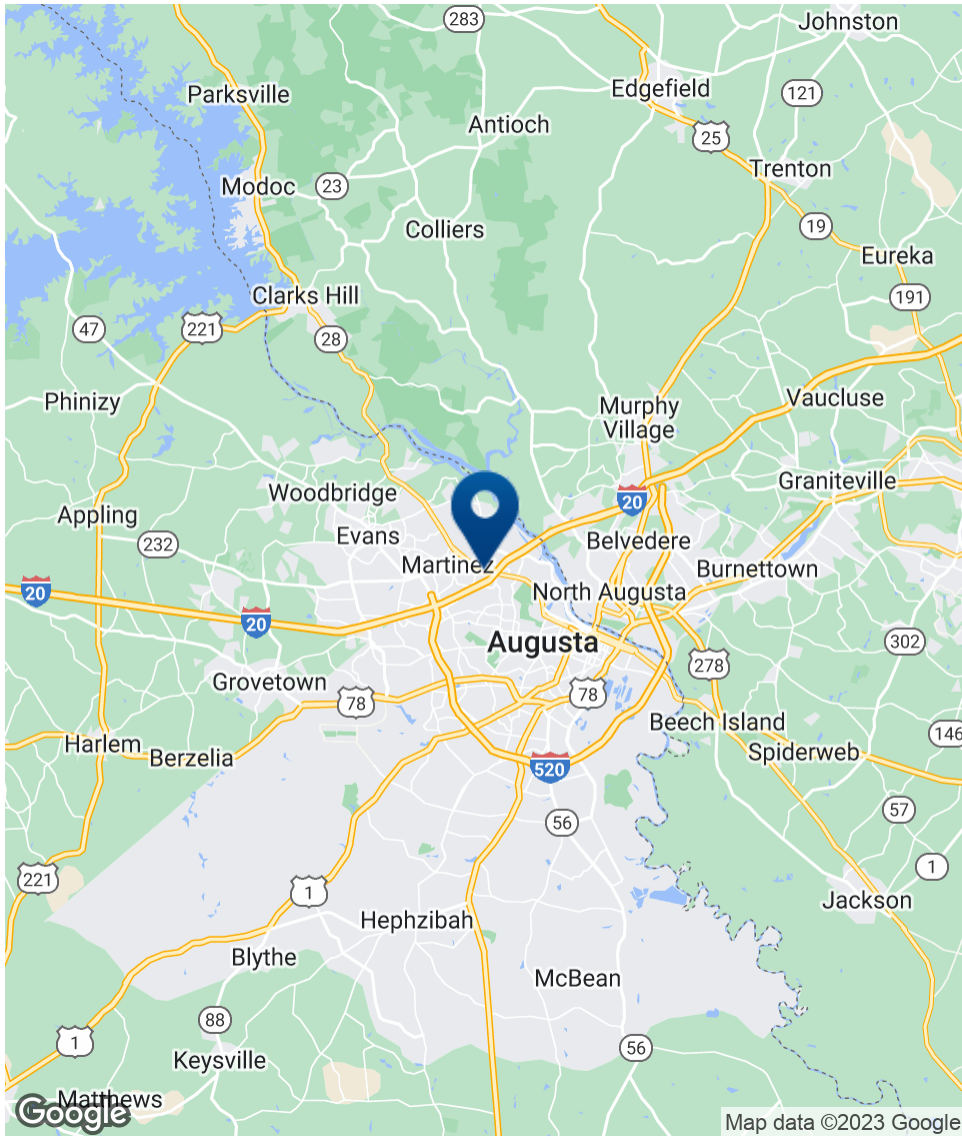 283
Johnston
Parksville
Edgefield
121
Antioch
25
Trenton
Modoc
23
19
Colliers
Eureka
Clarks Hill
191
47
221
28
Phinizy
Vaucluse
Murphy
Village
Woodbridge
Graniteville
20
Appling
Evans
232
Belvedere
Martinez
Burnettown
20
North Augusta
20
Augusta
302
278
Grovetown
78
78
Beech Island
146
Harlem
Berzelia
Spiderweb
520
57
56
1
221
1
Jackson
Hephzibah
Blythe
McBean
88
1
56
Keysville
Matthews
Google
Map data ©2023 Google